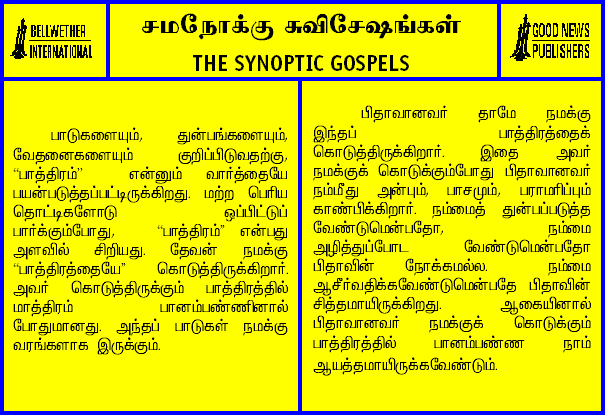 BELLWETHER
INTERNATIONAL
சமநோக்கு சுவிசேஷங்கள்
THE SYNOPTIC GOSPELS
GOOD NEWS
PUBLISHERS
பாடுகளையும், துன்பங்களையும்,
வேதனைகளையும் குறிப்பிடுவதற்கு,
“பாத்திரம்” என்னும் வார்த்தையே
பயன்படுத்தப்பட்டிருக்கிறது. மற்ற பெரிய
தொட்டிகளோடு ஒப்பிட்டுப்
பார்க்கும்போது, “பாத்திரம்” என்பது
அளவில் சிறியது. தேவன் நமக்கு
“பாத்திரத்தையே” கொடுத்திருக்கிறார்.
அவர் கொடுத்திருக்கும் பாத்திரத்தில்
மாத்திரம் பானம்பண்ணினால்
போதுமானது. அந்தப் பாடுகள் நமக்கு
வரங்களாக இருக்கும்.
பிதாவானவர் தாமே நமக்கு
இந்தப் பாத்திரத்தைக்
கொடுத்திருக்கிறார். இதை அவர்
நமக்குக் கொடுக்கும்போது பிதாவானவர்
நம்மீது அன்பும், பாசமும், பராமரிப்பும்
காண்பிக்கிறார். நம்மைத் துன்பப்படுத்த
வேண்டுமென்பதோ, நம்மை
அழித்துப்போட வேண்டுமென்பதோ
பிதாவின் நோக்கமல்ல. நம்மை
ஆசீர்வதிக்கவேண்டுமென்பதே பிதாவின்
சித்தமாயிருக்கிறது. ஆகையினால்
பிதாவானவர் நமக்குக் கொடுக்கும்
பாத்திரத்தில் பானம்பண்ண நாம்
ஆயத்தமாயிருக்கவேண்டும்.